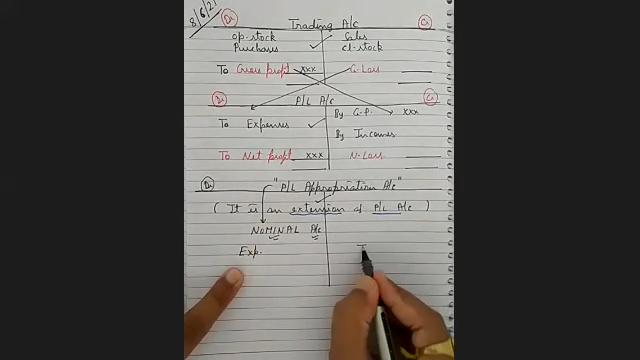 8/6/21
Dr Trading A/c Cr
op-stock Sales
Purchases cl-stock
To Gross profit xxx G-Loss
Dr P/L A/c Cr
By G.P. xxx
To Expenses
By Incomes
To Net profit xxx N-Loss
Dr "P/L Appropriation A/c"
( It is an extension of P/L A/c )
NOMINAL A/c
Exp. I